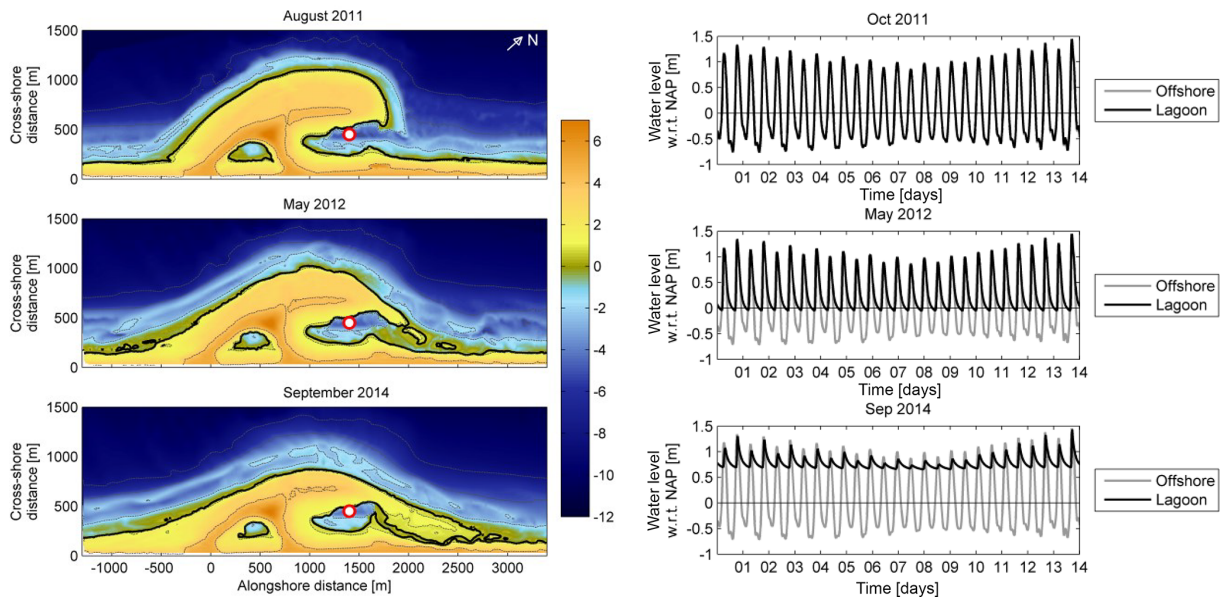 August 2011
1500
1000
500
0
Cross-shore
distance [m]
N
May 2012
1500
1000
500
0
Cross-shore
distance [m]
September 2014
1500
1000
500
0
Cross-shore
distance [m]
-1000 -500 0 500 1000 1500 2000 2500 3000
Alongshore distance [m]
6
4
2
0
-2
-4
-6
-8
-10
-12
Oct 2011
1.5
1
0.5
0
-0.5
-1
Water level
w.r.t. NAP [m]
01 02 03 04 05 06 07 08 09 10 11 12 13 14
Time [days]
Offshore
Lagoon
May 2012
1.5
1
0.5
0
-0.5
-1
Water level
w.r.t. NAP [m]
01 02 03 04 05 06 07 08 09 10 11 12 13 14
Time [days]
Offshore
Lagoon
Sep 2014
1.5
1
0.5
0
-0.5
-1
Water level
w.r.t. NAP [m]
01 02 03 04 05 06 07 08 09 10 11 12 13 14
Time [days]
Offshore
Lagoon